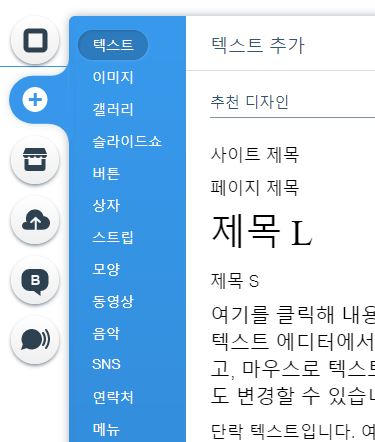 텍스트
이미지
갤러리
슬라이드쇼
버튼
상자
스트립
모양
동영상
음악
SNS
연락처
메뉴
텍스트 추가
추천 디자인
사이트 제목
페이지 제목
제목 L
제목 S
여기를 클릭해 내용
텍스트 에디터에서
고, 마우스로 텍스트
도 변경할 수 있습니
단락 텍스트입니다. 여
B